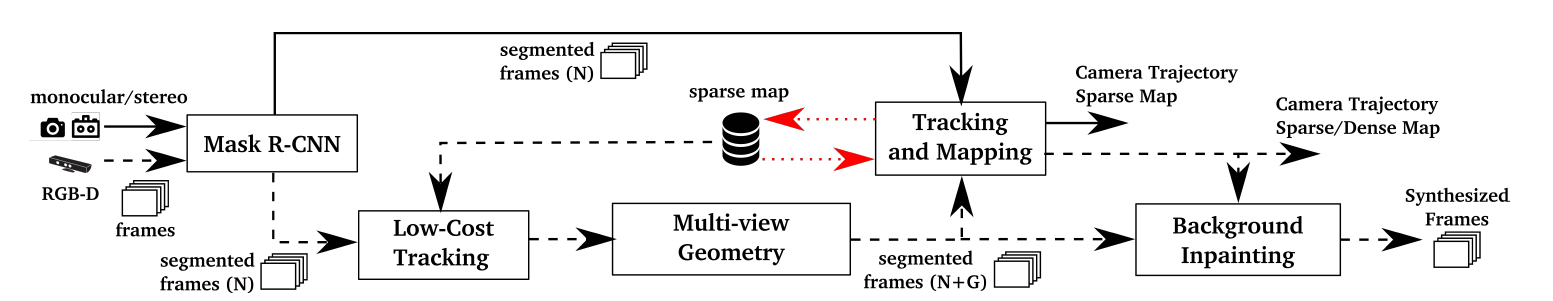 segmented
frames (N)
monocular/stereo
Mask R-CNN
RGB-D
frames
segmented
frames (N)
sparse map
Low-Cost
Tracking
Multi-view
Geometry
Tracking
and Mapping
segmented
frames (N+G)
Camera Trajectory
Sparse Map
Camera Trajectory
Sparse/Dense Map
Background
Inpainting
Synthesized
Frames